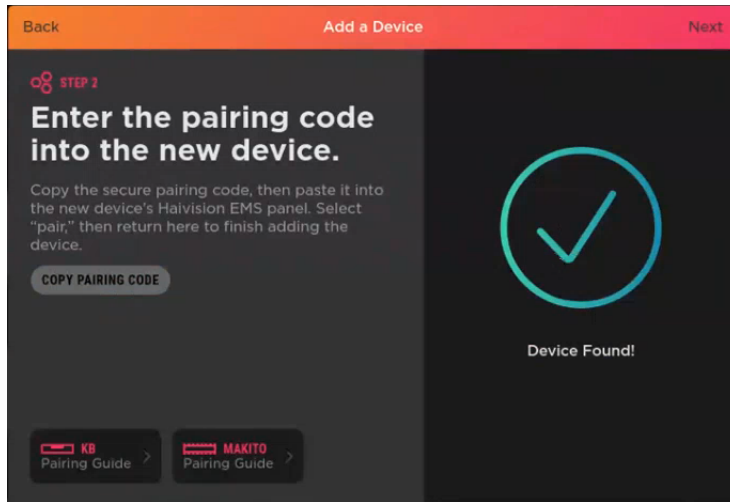 Back
Add a Device
Next
STEP 2
Enter the pairing code
into the new device.
Copy the secure pairing code, then paste it into
the new device's Haivision EMS panel. Select
“pair,” then return here to finish adding the
device.
COPY PAIRING CODE
Device Found!
KB
Pairing Guide
MAKITO
Pairing Guide